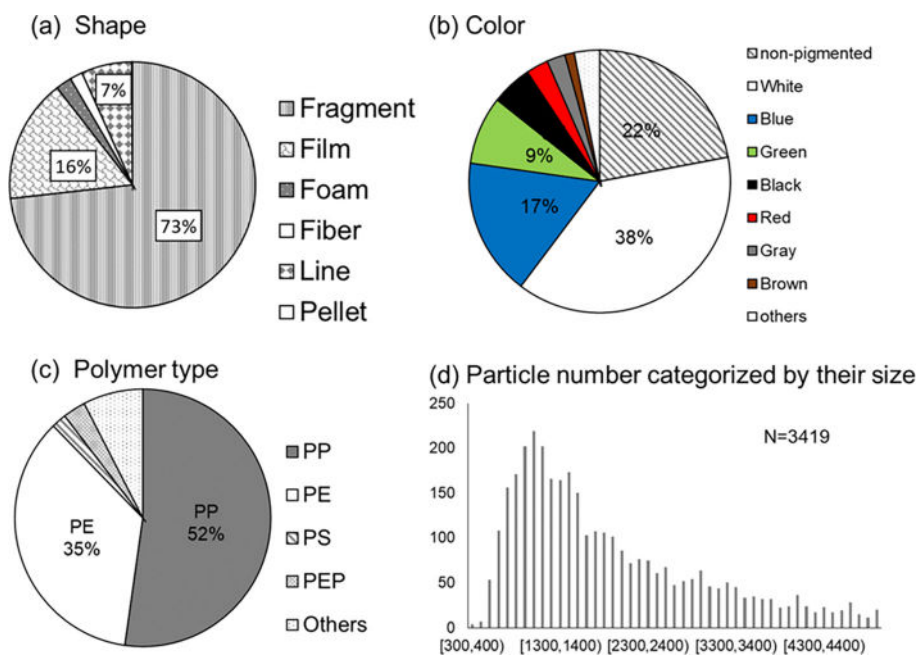 (a) Shape
7%
16%
73%
Fragment
Film
Foam
Fiber
Line
Pellet
(b) Color
22%
9%
17%
38%
non-pigmented
White
Blue
Green
Black
Red
Gray
Brown
others
(c) Polymer type
PE
35%
PP
52%
PP
PE
PS
PEP
Others
(d) Particle number categorized by their size
N=3419
250
200
150
100
50
0
[300,400) [1300,1400) [2300,2400) [3300,3400) [4300,4400)